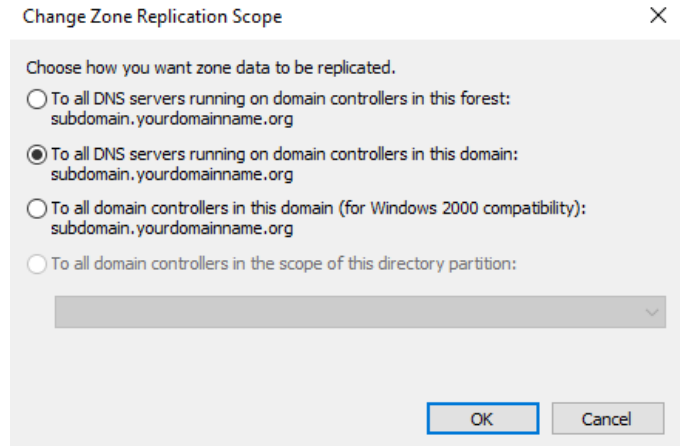 Change Zone Replication Scope
Choose how you want zone data to be replicated.
To all DNS servers running on domain controllers in this forest:
subdomain.yourdomainname.org
To all DNS servers running on domain controllers in this domain:
subdomain.yourdomainname.org
To all domain controllers in this domain (for Windows 2000 compatibility):
subdomain.yourdomainname.org
To all domain controllers in the scope of this directory partition:
OK
Cancel